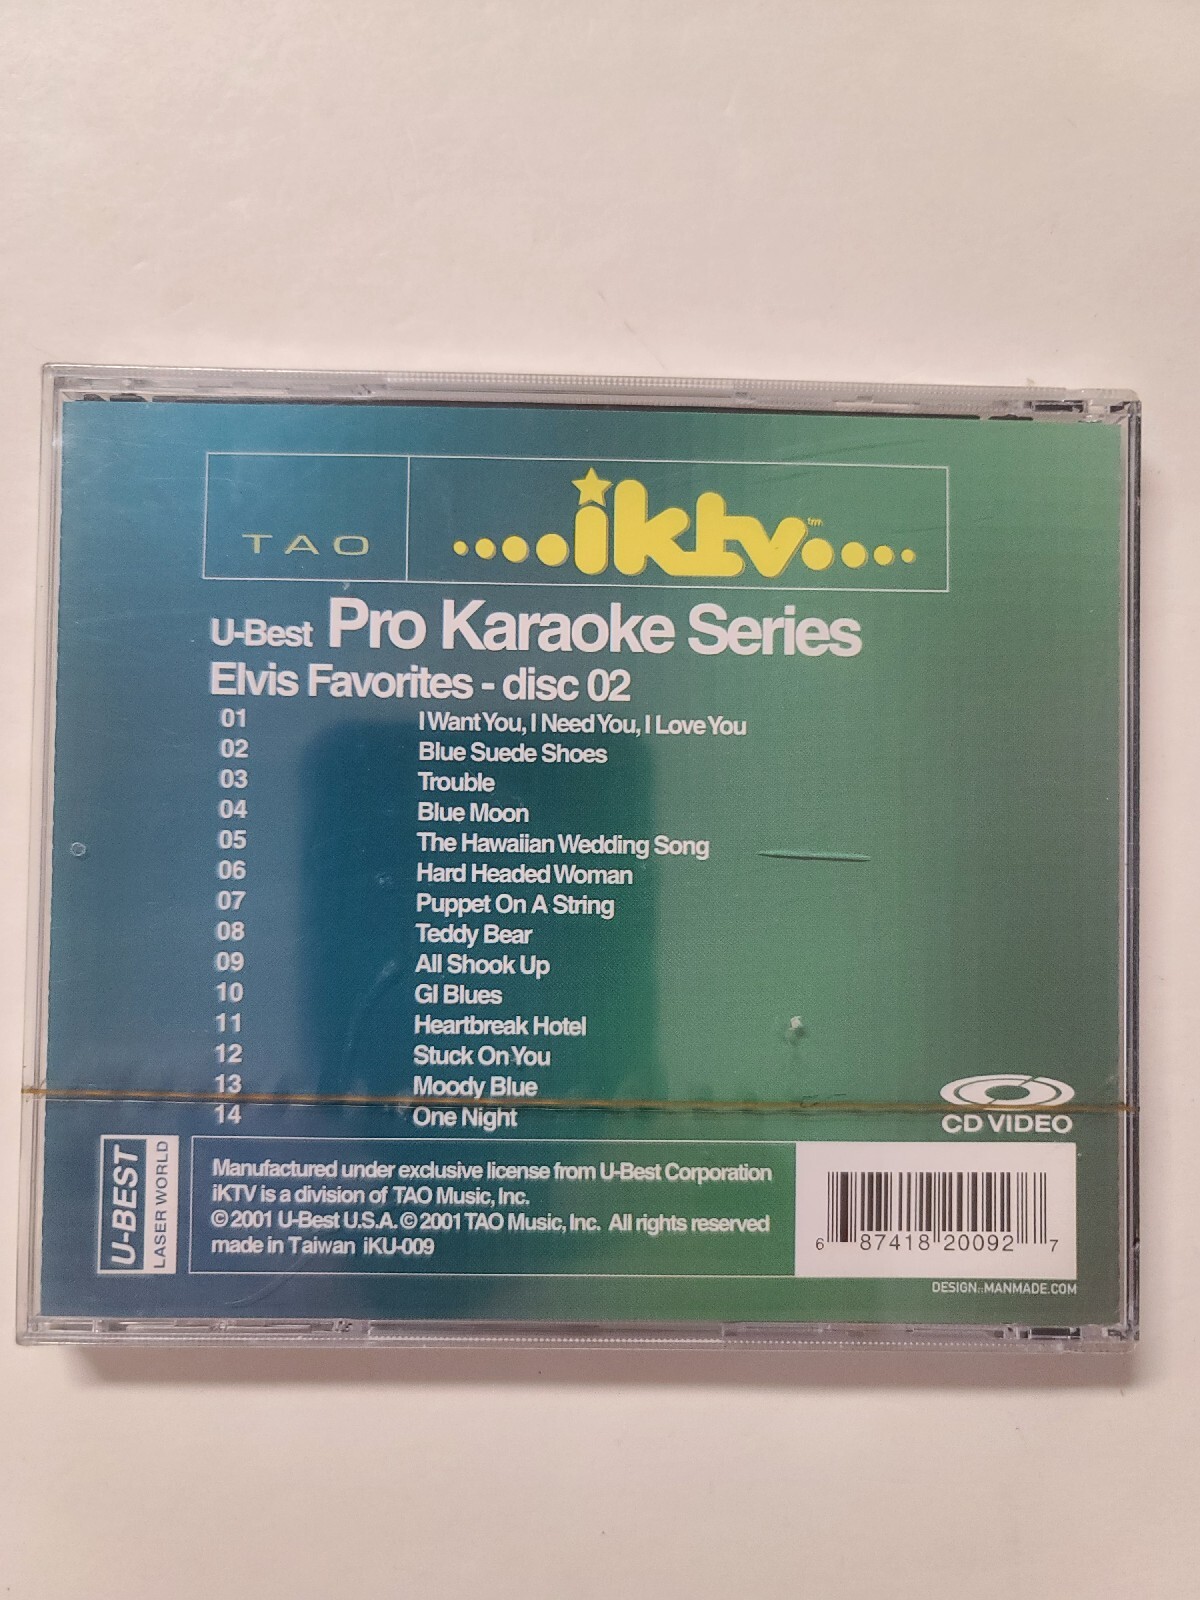 TAO
iktv tm
U-Best Pro Karaoke Series
Elvis Favorites - disc 02
01 I Want You, I Need You, I Love You
02 Blue Suede Shoes
03 Trouble
04 Blue Moon
05 The Hawaiian Wedding Song
06 Hard Headed Woman
07 Puppet On A String
08 Teddy Bear
09 All Shook Up
10 GI Blues
11 Heartbreak Hotel
12 Stuck On You
13 Moody Blue
14 One Night
CD VIDEO
U-BEST
LASER WORLD
Manufactured under exclusive license from U-Best Corporation
iKTV is a division of TAO Music, Inc.
© 2001 U-Best U.S.A. © 2001 TAO Music, Inc. All rights reserved
made in Taiwan iKU-009
6 87418 20092 7
DESIGN::MANMADE.COM